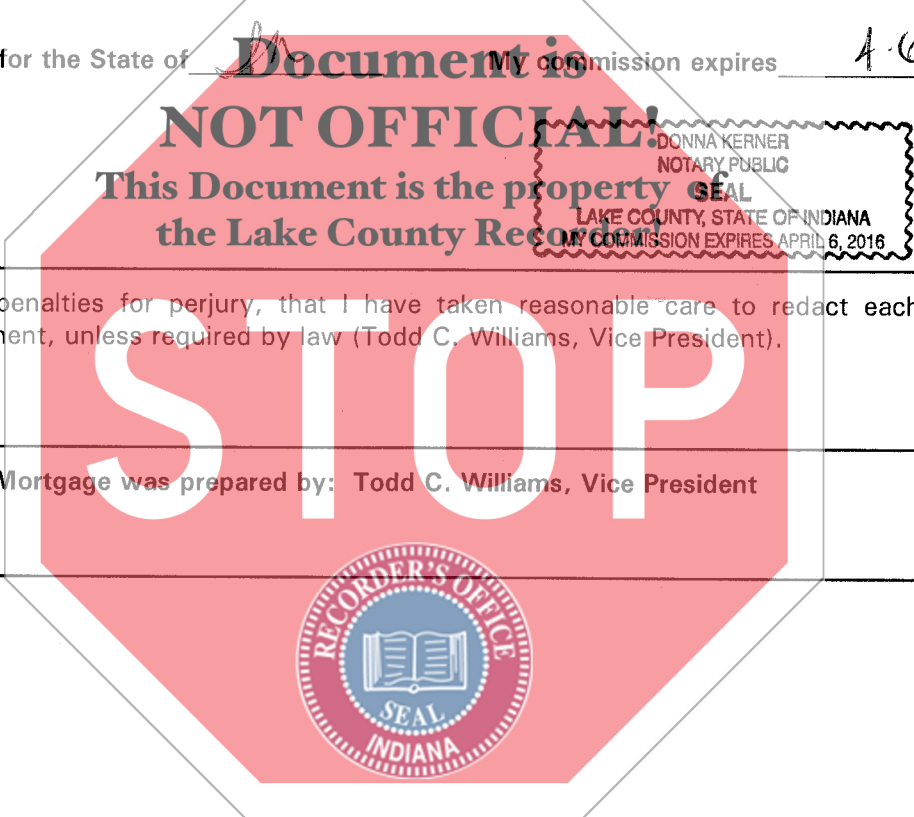 for the State of In My commission expires 4-6
Document is
NOT OFFICIAL!
This Document is the property of
the Lake County Recorder!
DONNA KERNER
NOTARY PUBLIC
SEAL
LAKE COUNTY, STATE OF INDIANA
MY COMMISSION EXPIRES APRIL 6, 2016
penalties for perjury, that I have taken reasonable care to redact each
ent, unless required by law (Todd C. Williams, Vice President).
STOP
Mortgage was prepared by: Todd C. Williams, Vice President
RECORDER'S OFFICE
SEAL
INDIANA